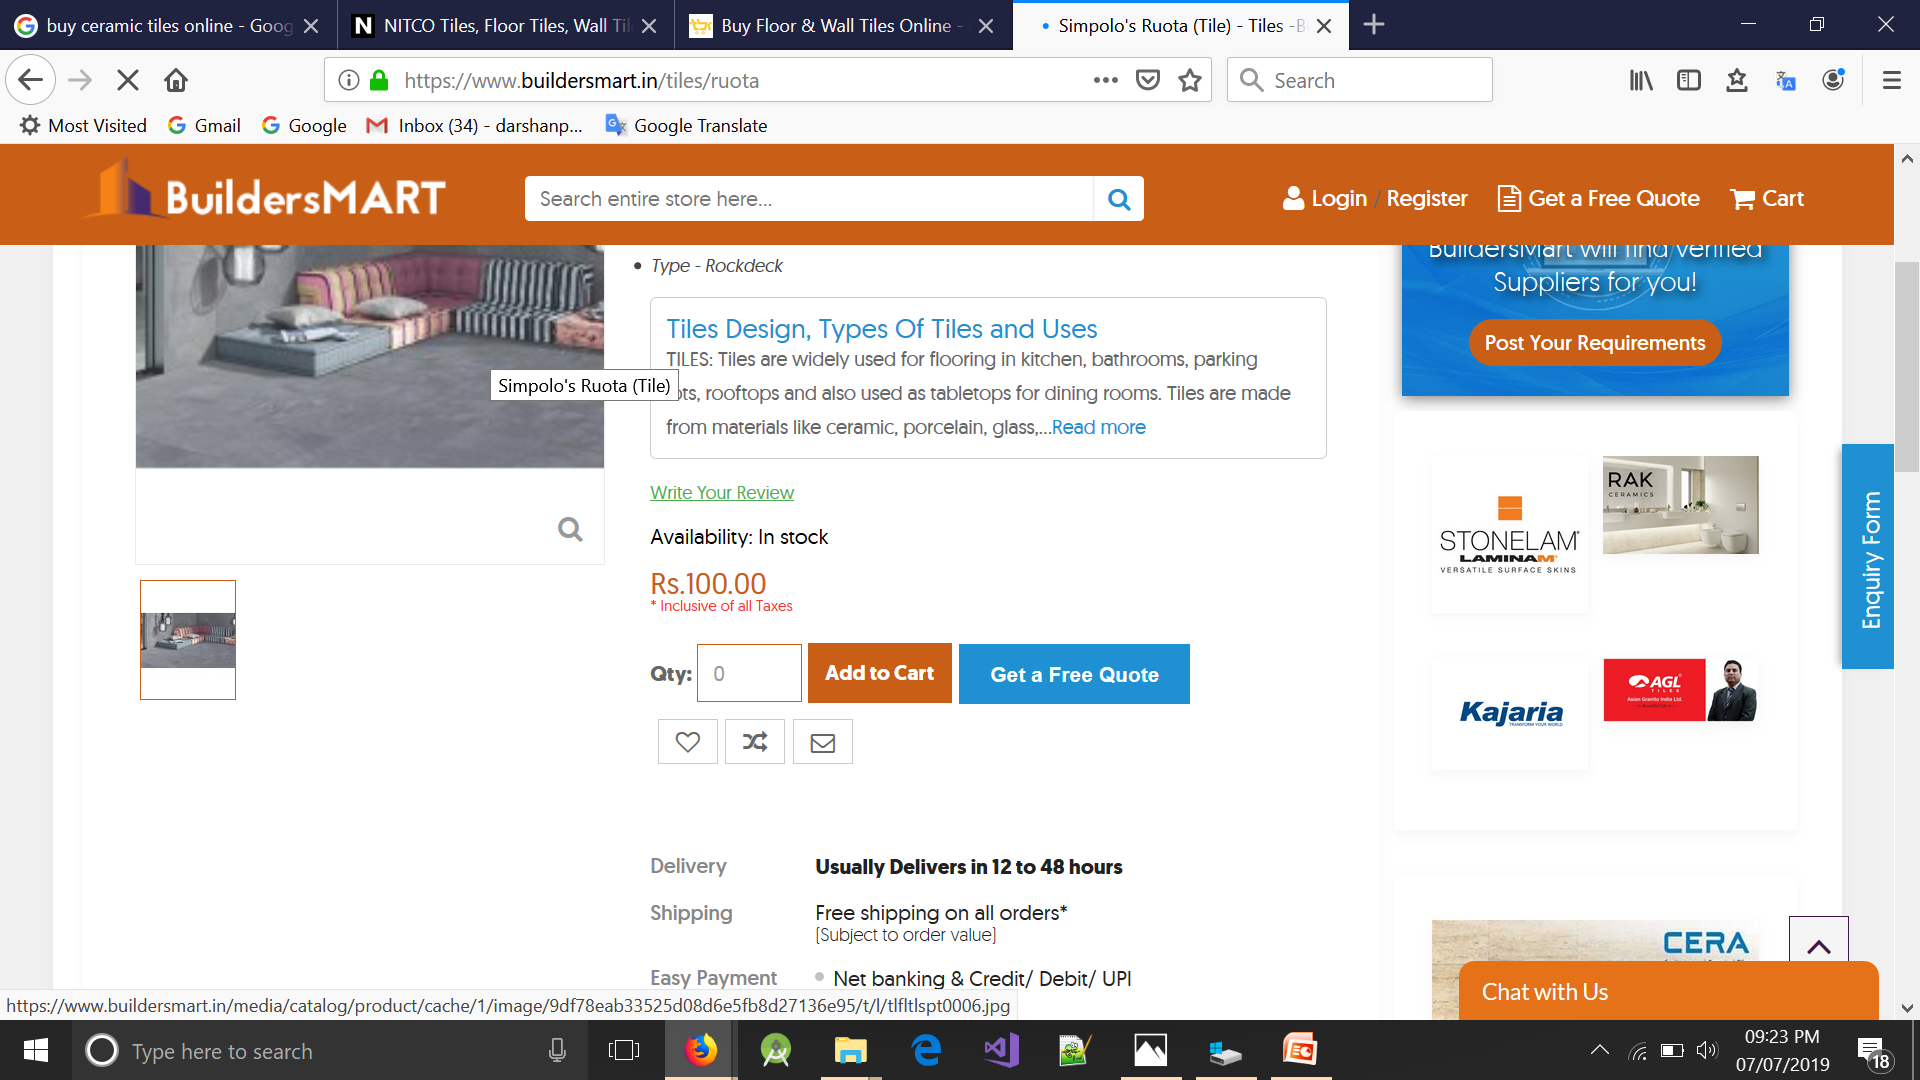 buy ceramic tiles online - Goog
NITCO Tiles, Floor Tiles, Wall Til
Buy Floor & Wall Tiles Online -
Simpolo's Ruota (Tile) - Tiles -B
https://www.buildersmart.in/tiles/ruota
Search
Most Visited
Gmail
Google
Inbox (34) - darshanp...
Google Translate
BuildersMART
Search entire store here...
Login / Register
Get a Free Quote
Cart
Type - Rockdeck
BuildersMart will find verified
Suppliers for you!
Post Your Requirements
Tiles Design, Types Of Tiles and Uses
TILES: Tiles are widely used for flooring in kitchen, bathrooms, parking
ots, rooftops and also used as tabletops for dining rooms. Tiles are made
from materials like ceramic, porcelain, glass,...Read more
Simpolo's Ruota (Tile)
Write Your Review
Availability: In stock
Rs.100.00
* Inclusive of all Taxes
Qty: 0
Add to Cart
Get a Free Quote
STONELAM
LAMINAM
VERSATILE SURFACE SKINS
RAK
CERAMICS
Kajaria
TRANSFORM YOUR WORLD
AGL
TILES
Asian Granito India Ltd.
Enquiry Form
Delivery
Usually Delivers in 12 to 48 hours
Shipping
Free shipping on all orders*
[Subject to order value]
Easy Payment
Net banking & Credit/ Debit/ UPI
CERA
Chat with Us
https://www.buildersmart.in/media/catalog/product/cache/1/image/9df78eab33525d08d6e5fb8d27136e95/t/l/tlfltlspt0006.jpg
Type here to search
09:23 PM
07/07/2019
18